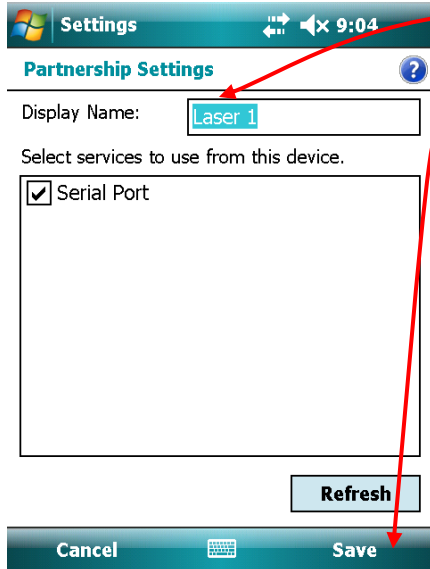 Settings 9:04
Partnership Settings ?
Display Name: Laser 1
Select services to use from this device.
Serial Port
Refresh
Cancel Save